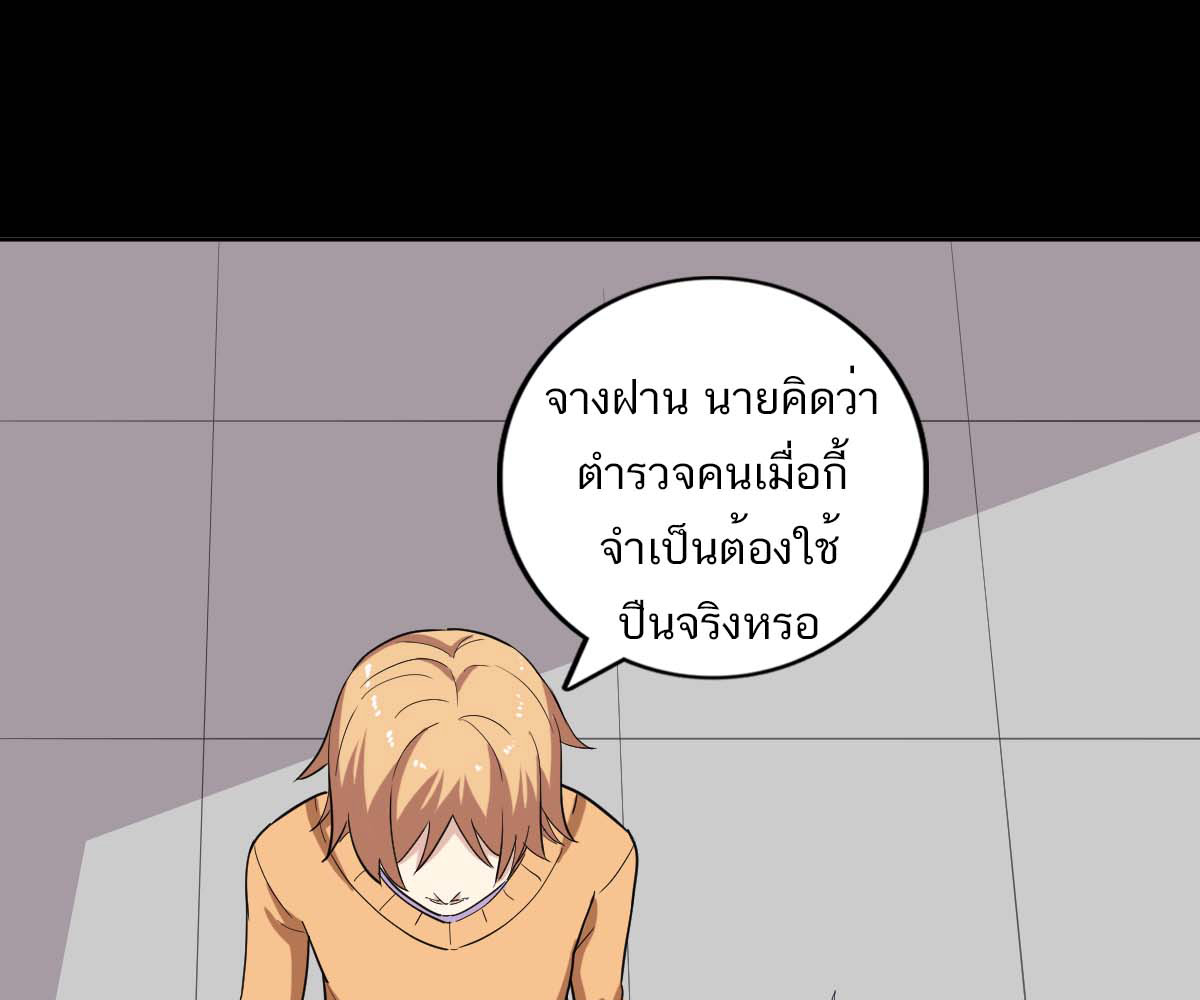 จางฝาน นายคิดว่า
ตำรวจคนเมื่อกี้
จำเป็นต้องใช้
ปืนจริงหรอ